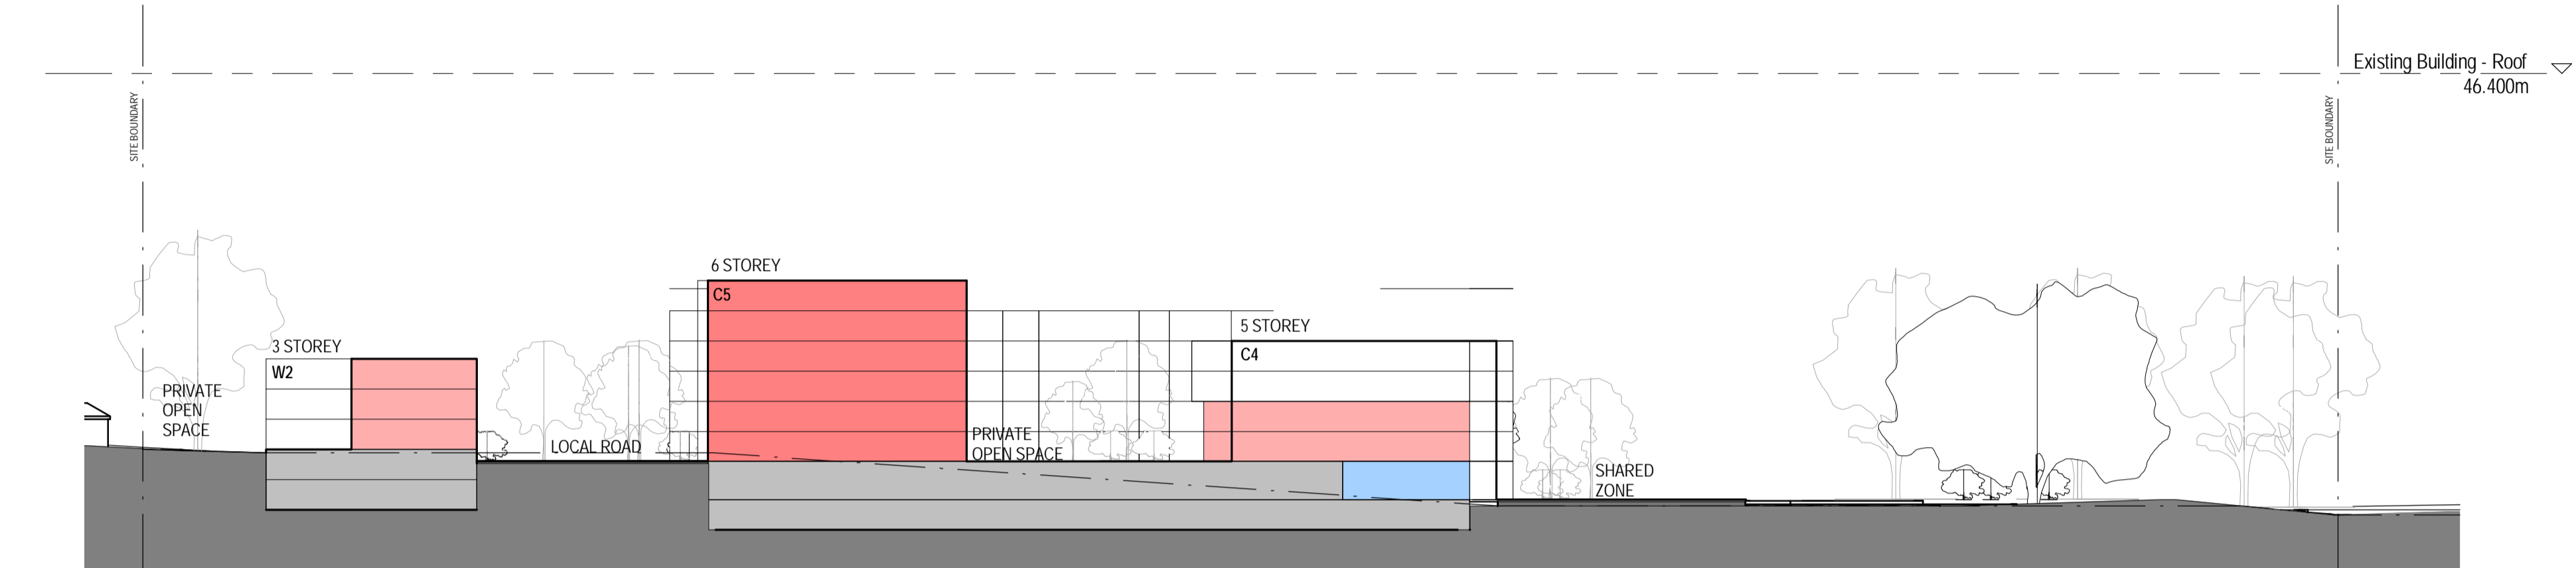 Existing Building - Roof
46.400m
SITE BOUNDARY
SITE BOUNDARY
6 STOREY
C5
5 STOREY
C4
3 STOREY
W2
PRIVATE
OPEN
SPACE
LOCAL ROAD
PRIVATE
OPEN SPACE
SHARED
ZONE